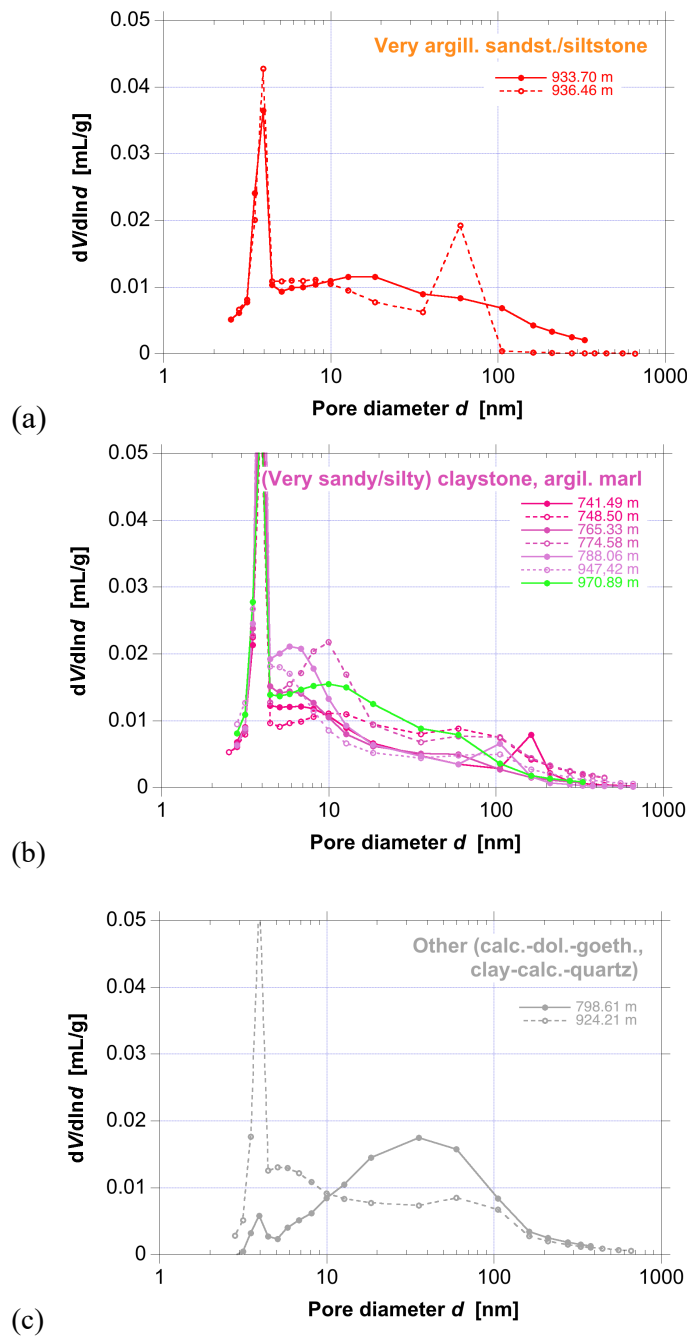 0.05
Very argill. sandst./siltstone
933.70 m
936.46 m
0.04
0.03
0.02
0.01
0
dV/dlnd [mL/g]
1 10 100 1000
Pore diameter d [nm]
(a)
0.05
(Very sandy/silty) claystone, argil. marl
741.49 m
748.50 m
765.33 m
774.58 m
788.06 m
947,42 m
970.89 m
0.04
0.03
0.02
0.01
0
dV/dlnd [mL/g]
1 10 100 1000
Pore diameter d [nm]
(b)
0.05
Other (calc.-dol.-goeth.,
clay-calc.-quartz)
798.61 m
924.21 m
0.04
0.03
0.02
0.01
0
dV/dlnd [mL/g]
1 10 100 1000
Pore diameter d [nm]
(c)